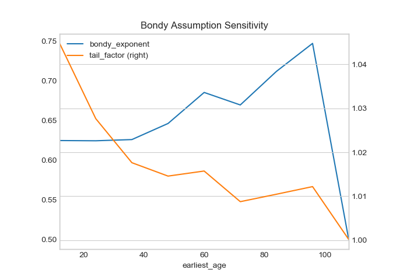 Bondy Assumption Sensitivity
bondy_exponent
tail_factor (right)
0.75
0.70
0.65
0.60
0.55
0.50
1.04
1.03
1.02
1.01
1.00
20 40 60 80 100
earliest_age